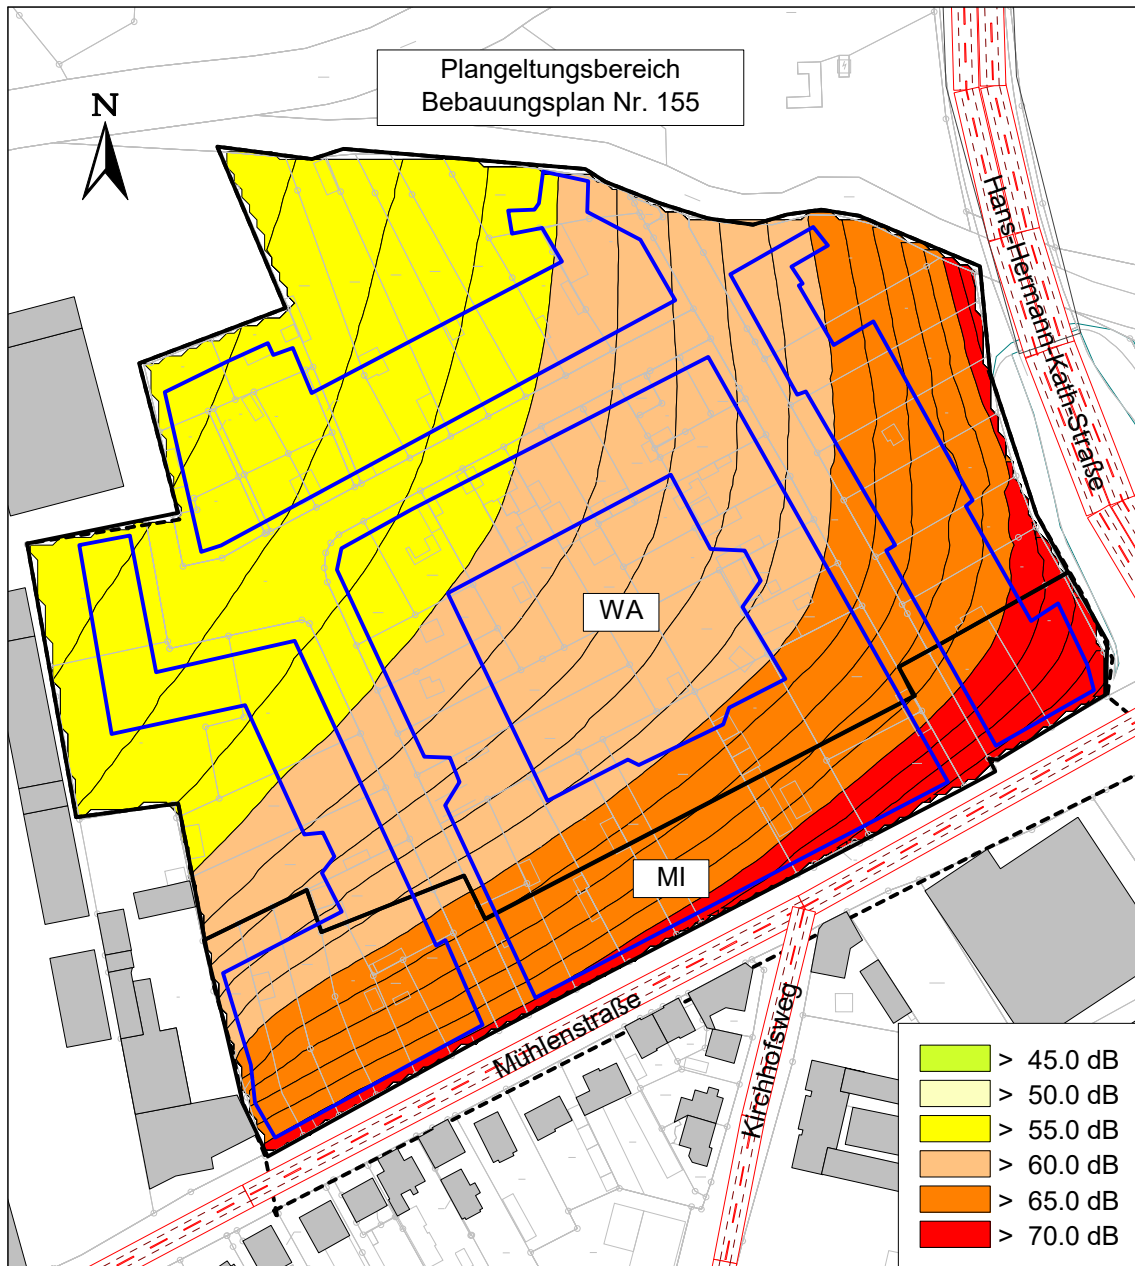 Plangeltungsbereich
Bebauungsplan Nr. 155
N
Hans-Hermann-Kath-Straße
WA
MI
Mühlenstraße
Kirchhofsweg
> 45.0 dB
> 50.0 dB
> 55.0 dB
> 60.0 dB
> 65.0 dB
> 70.0 dB